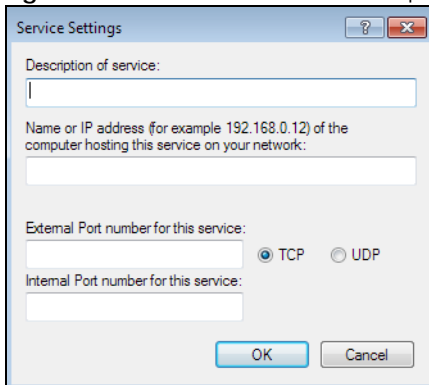 Service Settings
Description of service:
Name or IP address (for example 192.168.0.12) of the
computer hosting this service on your network:
External Port number for this service:
TCP UDP
Internal Port number for this service:
OK Cancel